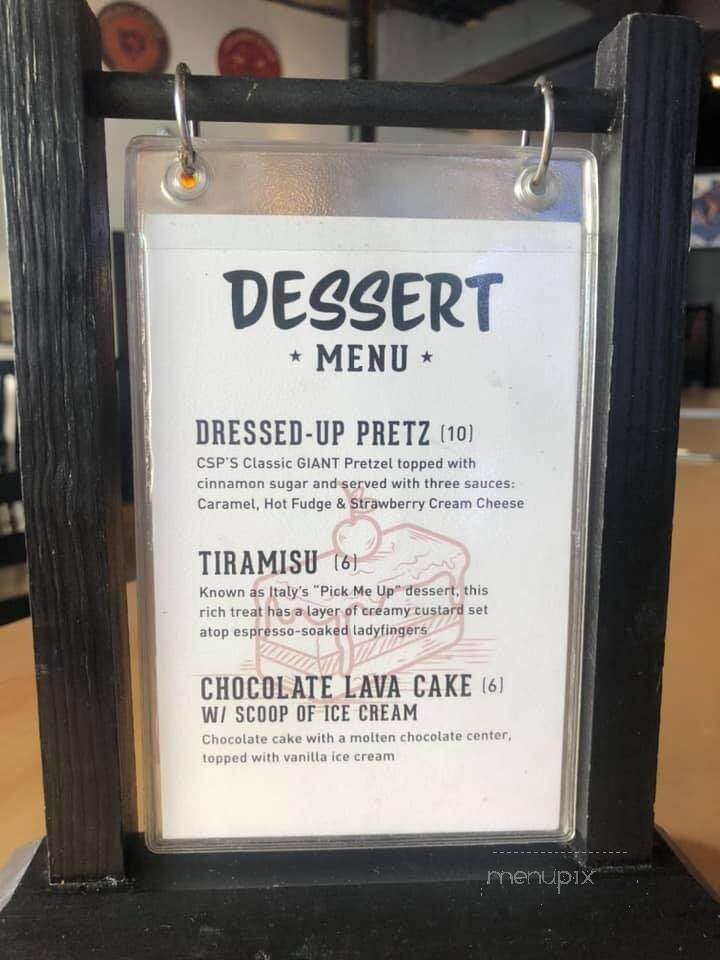 DESSERT
★ MENU ★
DRESSED-UP PRETZ (10)
CSP'S Classic GIANT Pretzel topped with
cinnamon sugar and served with three sauces:
Caramel, Hot Fudge & Strawberry Cream Cheese
TIRAMISU (6)
Known as Italy's "Pick Me Up" dessert, this
rich treat has a layer of creamy custard set
atop espresso-soaked ladyfingers
CHOCOLATE LAVA CAKE (6)
W/ SCOOP OF ICE CREAM
Chocolate cake with a molten chocolate center,
topped with vanilla ice cream
menupix